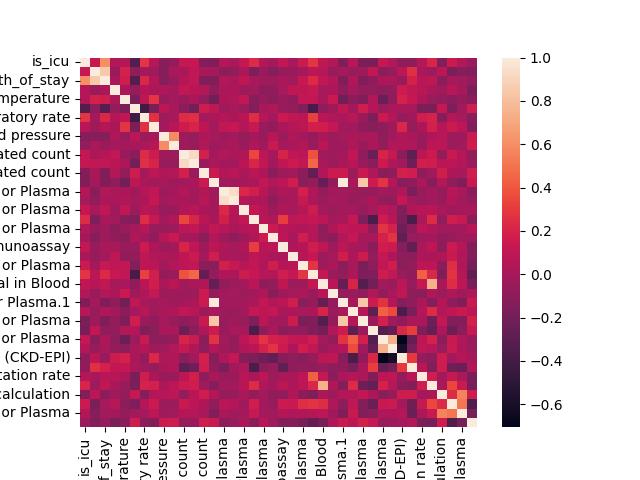 is_icu
th_of_stay
mperature
ratory rate
d pressure
ated count
ated count
or Plasma
or Plasma
or Plasma
nunoassay
or Plasma
al in Blood
r Plasma.1
or Plasma
or Plasma
(CKD-EPI)
tation rate
calculation
or Plasma
is_icu
f_stay
rature
y rate
essure
count
count
lasma
lasma
lasma
assay
lasma
Blood
sma.1
lasma
lasma
D-EPI)
n rate
ulation
lasma
1.0
0.8
0.6
0.4
0.2
0.0
−0.2
−0.4
−0.6